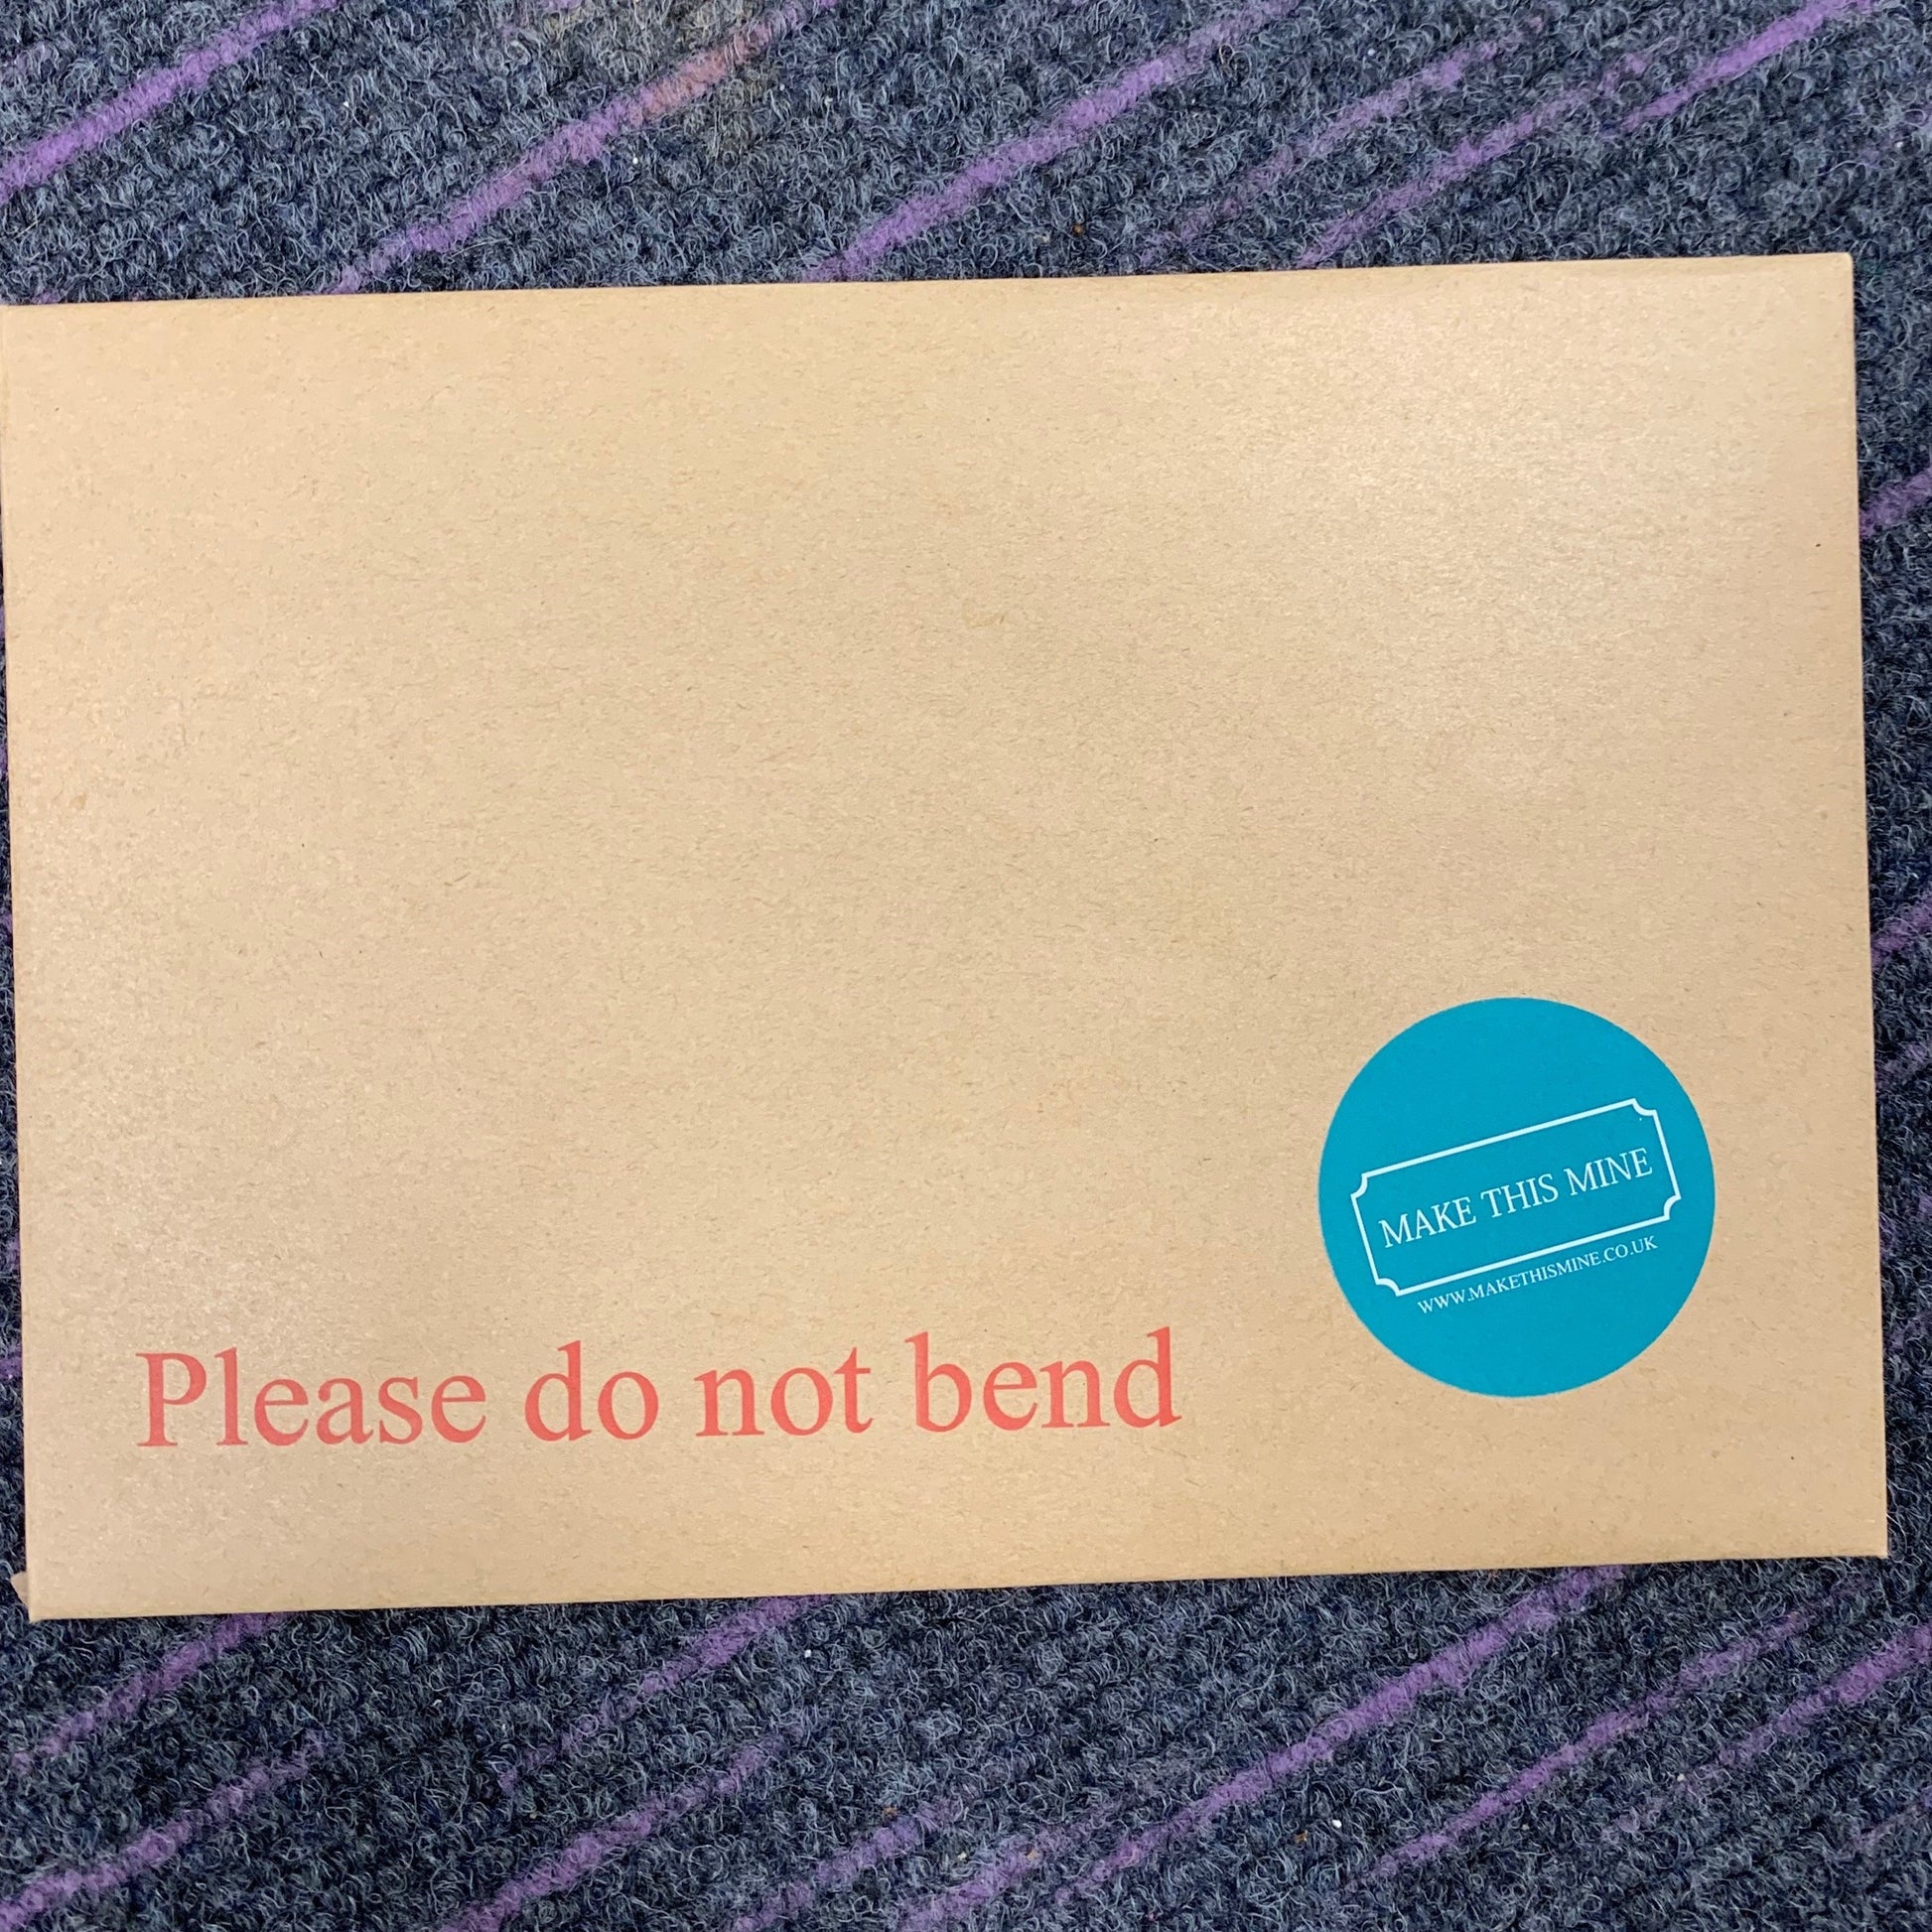 MAKE THIS MINE
WWW.MAKETHISMINE.CO.UK
Please do not bend